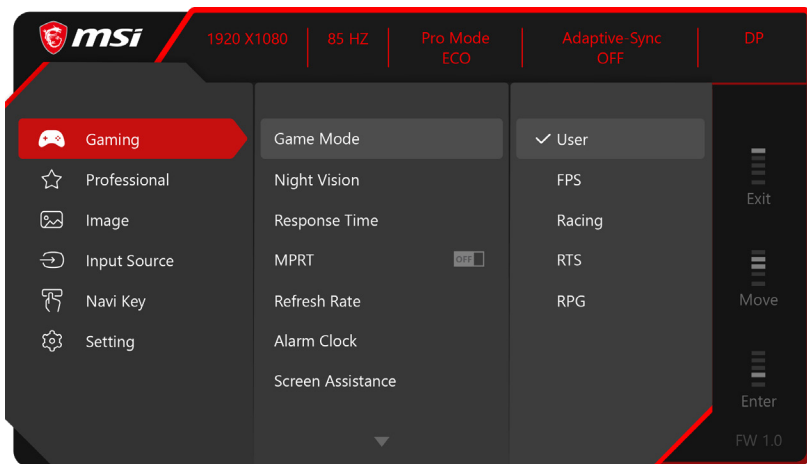 msi
1920 X1080
85 HZ
Pro Mode
ECO
Adaptive-Sync
OFF
DP
Gaming
Professional
Image
Input Source
Navi Key
Setting
Game Mode
Night Vision
Response Time
MPRT
OFF
Refresh Rate
Alarm Clock
Screen Assistance
User
FPS
Racing
RTS
RPG
Exit
Move
Enter
FW 1.0